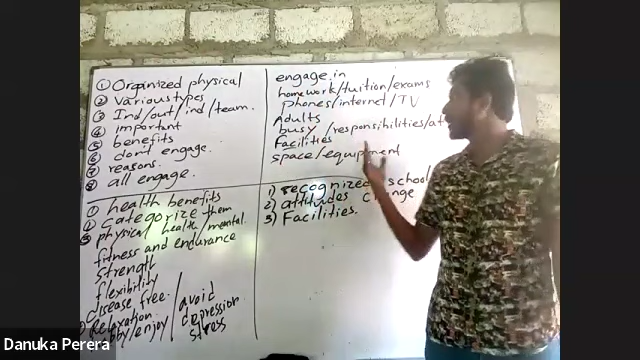 ① Organized physical
② Various types
③ Ind/out/ind/team.
④ important
⑤ benefits
⑥ don't engage.
⑦ reasons.
⑧ all engage.
engage.in
homework/tuition/exams
phones/internet/TV
Adults
busy/responsibilities/
Facilities
space/equipment
① health benefits
categorize them
physical health/mental.
fitness and endurance
strength
flexibility
disease free.
Relaxation
/enjoy
avoid
depression
stress
1) recognized school
2) attitudes change
3) Facilities.
Danuka Perera